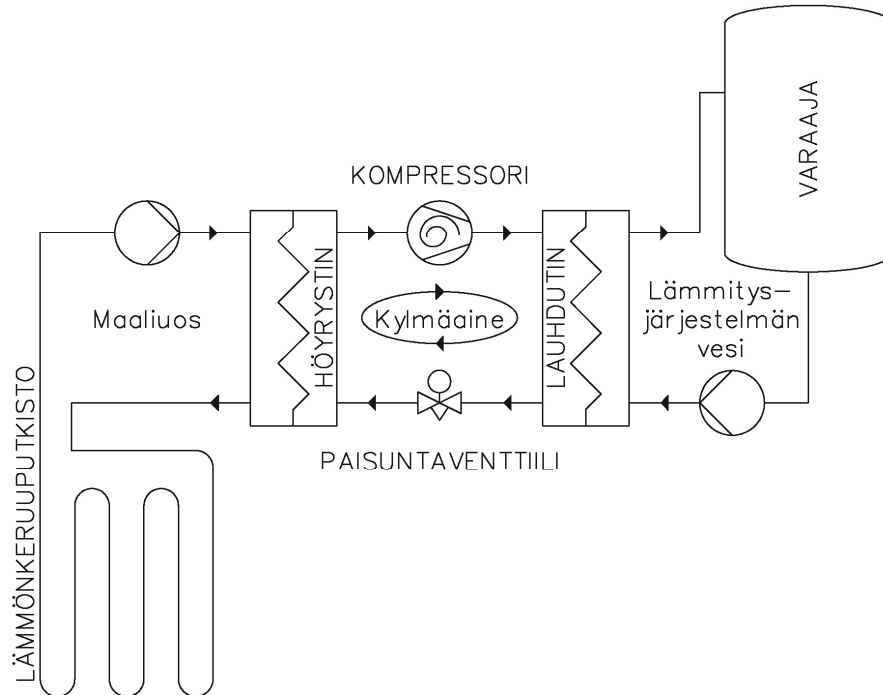 VARAAJA
KOMPRESSORI
HÖYRYSTIN
LAUHDUTIN
Maaliuos
Kylmäaine
Lämmitys-
järjestelmän
vesi
PAISUNTAVENTTIILI
LÄMMÖNKERUUPUTKISTO